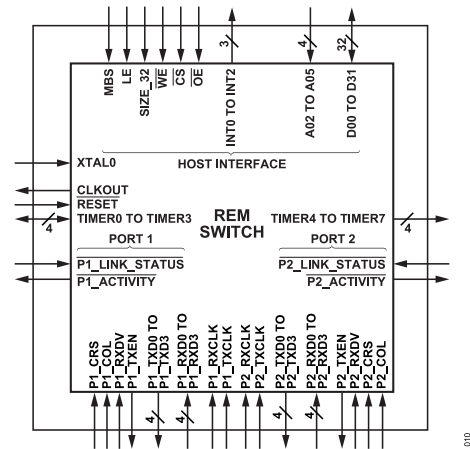 3
4
32
MBS
LE
SIZE_32
WE
CS
OE
INT0 TO INT2
A02 TO A05
D00 TO D31
HOST INTERFACE
XTAL0
CLKOUT
RESET
TIMER0 TO TIMER3
4
REM
SWITCH
TIMER4 TO TIMER7
4
PORT 1
PORT 2
P1_LINK_STATUS
P1_ACTIVITY
P2_LINK_STATUS
P2_ACTIVITY
P1_CRS
P1_COL
P1_RXDV
P1_TXEN
P1_TXD0 TO
P1_TXD3
P1_RXD0 TO
P1_RXD3
P1_RXCLK
P1_TXCLK
P2_RXCLK
P2_TXCLK
P2_TXD0 TO
P2_TXD3
P2_RXD0 TO
P2_RXD3
P2_TXEN
P2_RXDV
P2_CRS
P2_COL
4
4
4
4
010